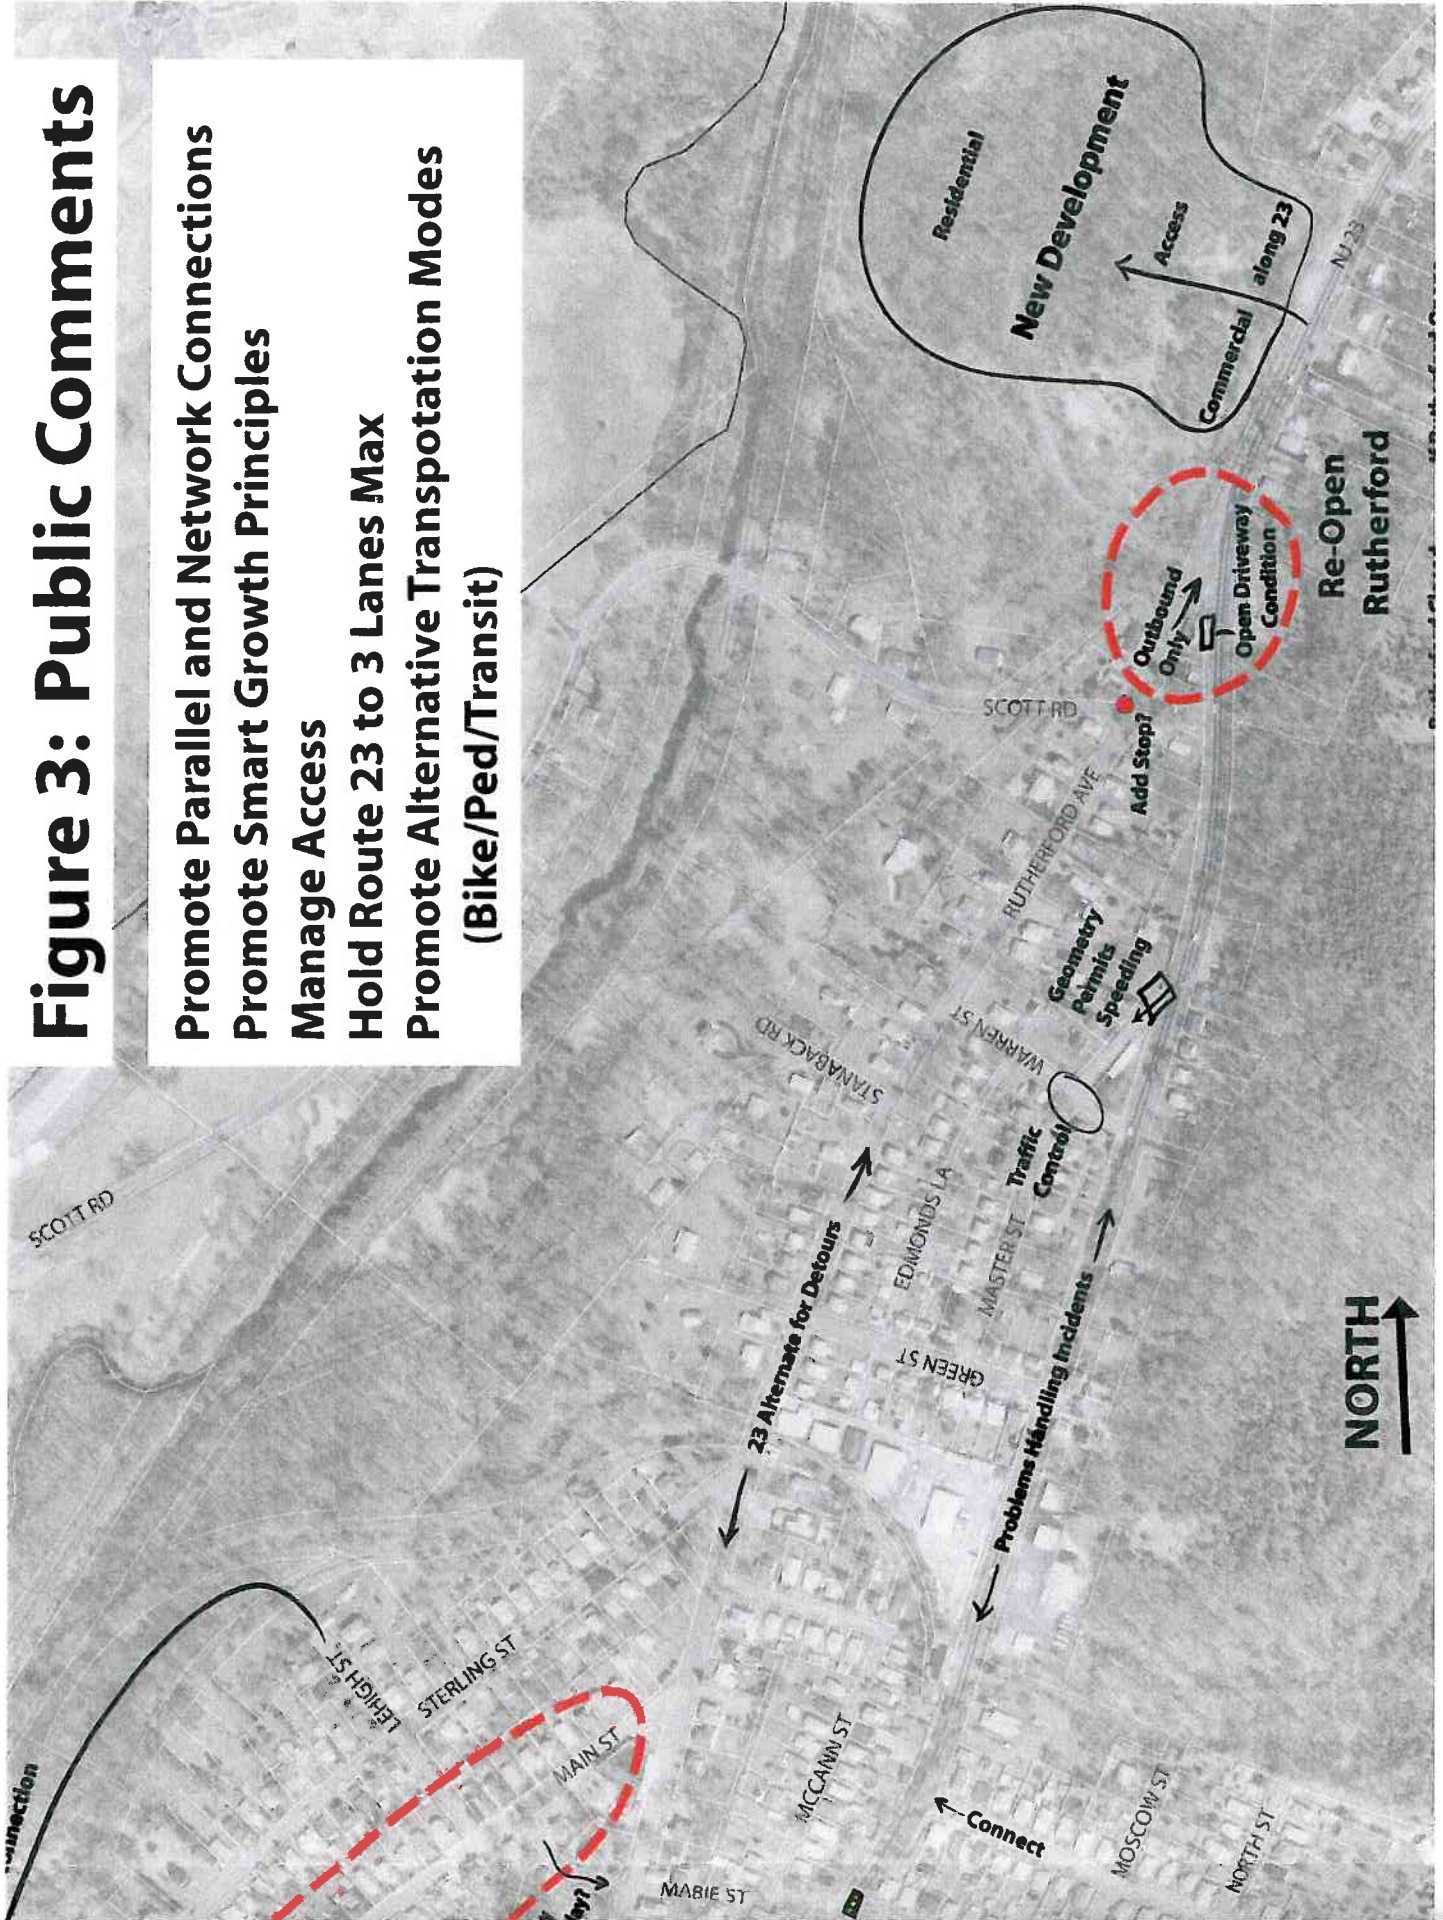 Figure 3: Public Comments
Promote Parallel and Network Connections
Promote Smart Growth Principles
Manage Access
Hold Route 23 to 3 Lanes Max
Promote Alternative Transpotation Modes
(Bike/Ped/Transit)
SCOTT RD
LEHIGH ST
STERLING ST
MAIN ST
MABIE ST
23 Alternate for Detours
MCCANN ST
Connect
MOSCOW ST
NORTH ST
Problems Handling Incidents
GREEN ST
EDMONDS LA
MASTER ST
Traffic
Control
STANABACK RD
WARREN ST
Geometry
Permits
Speeding
RUTHERFORD AVE
SCOTT RD
Add Stop?
Outbound
Only
Open Driveway
Condition
Re-Open
Rutherford
Residential
New Development
Access
Commercial along 23
NJ 23
NORTH